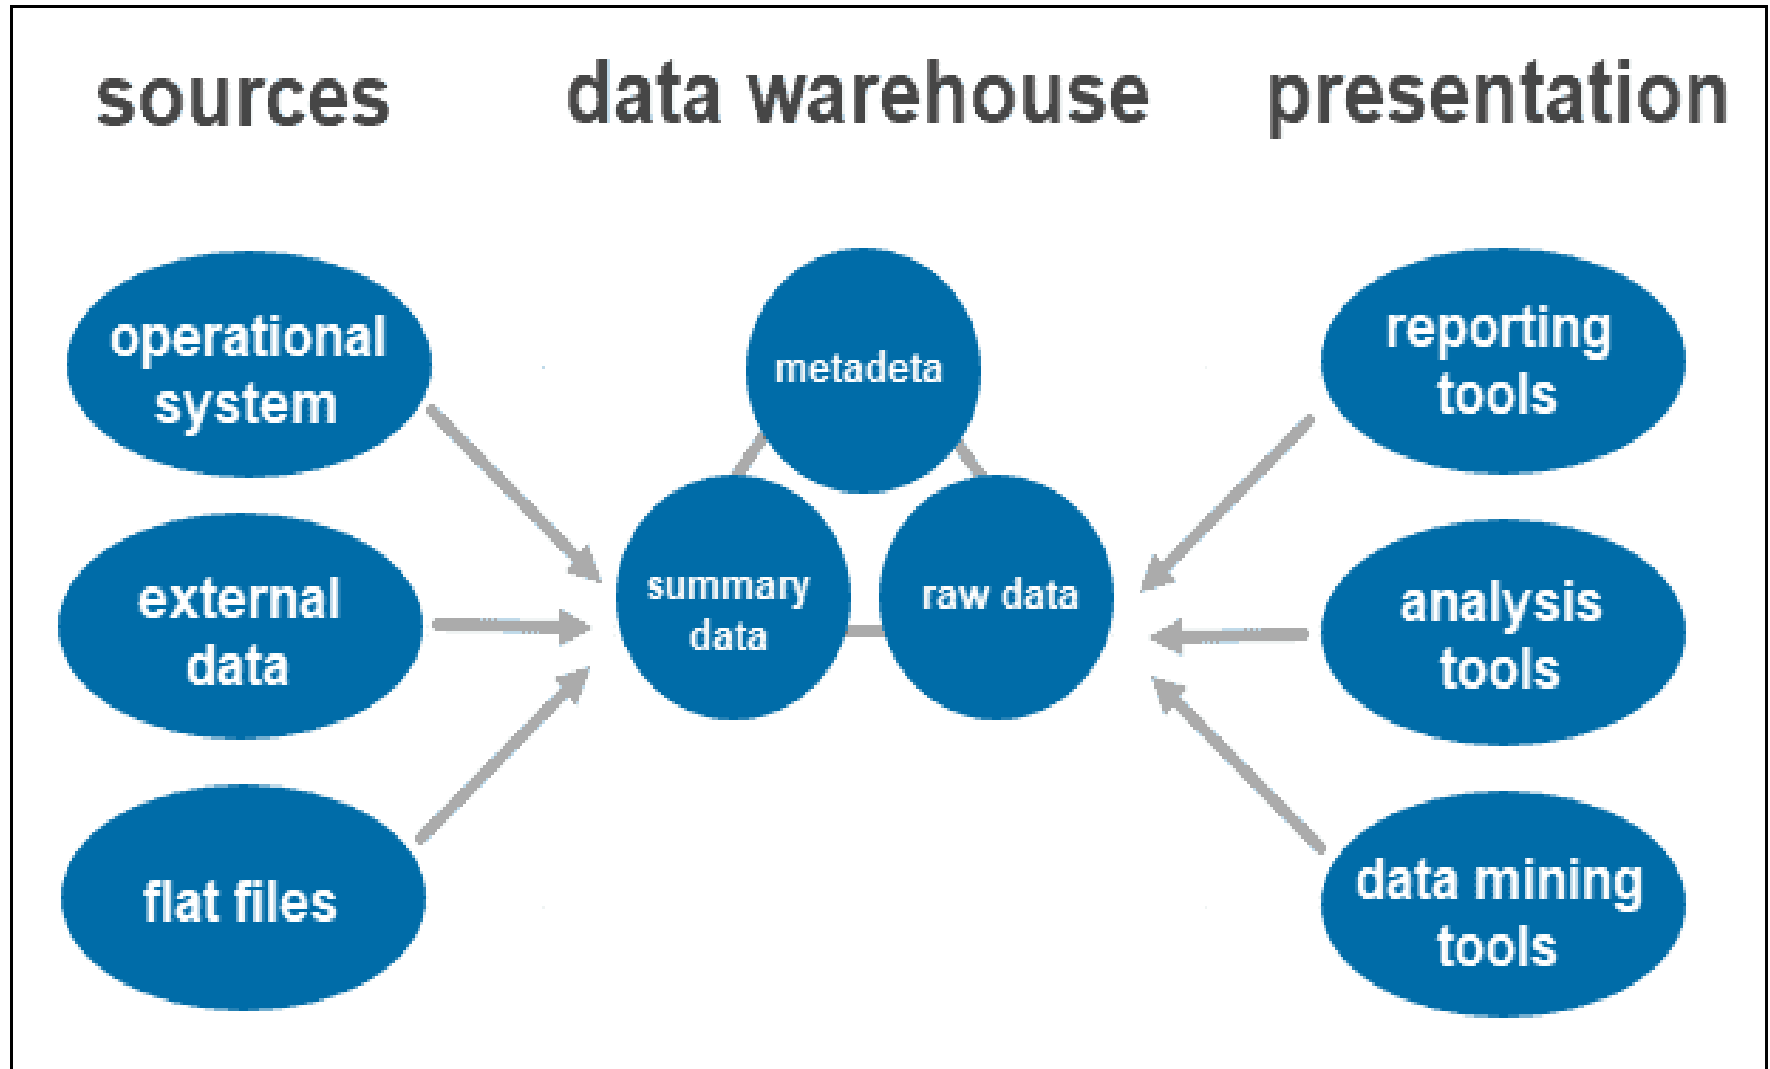 sources
data warehouse
presentation
operational
system
external
data
flat files
metadeta
summary
data
raw data
reporting
tools
analysis
tools
data mining
tools